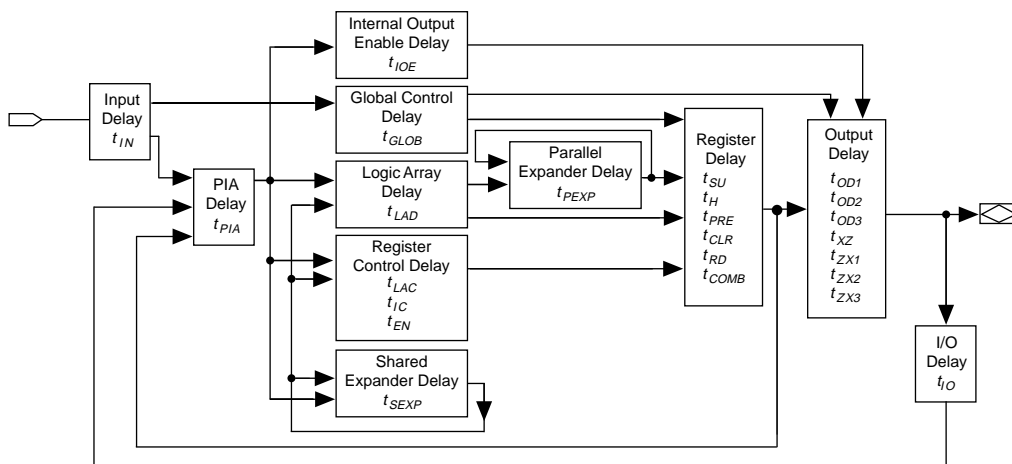 Internal Output
Enable Delay
tIOE
Input
Delay
tIN
Global Control
Delay
tGLOB
PIA
Delay
tPIA
Logic Array
Delay
tLAD
Parallel
Expander Delay
tPEXP
Register
Control Delay
tLAC
tIC
tEN
Shared
Expander Delay
tSEXP
Register
Delay
tSU
tH
tPRE
tCLR
tRD
tCOMB
Output
Delay
tOD1
tOD2
tOD3
tXZ
tZX1
tZX2
tZX3
I/O
Delay
tIO